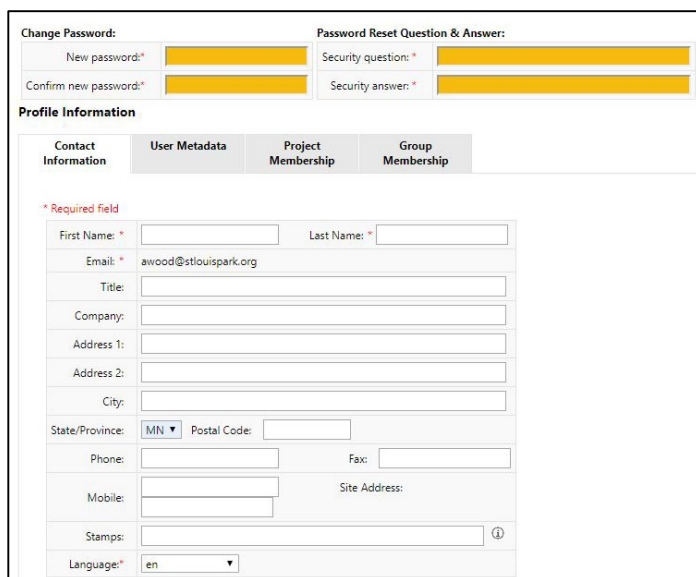 Change Password: Password Reset Question & Answer:
New password:* Security question: *
Confirm new password:* Security answer: *
Profile Information
Contact Information User Metadata Project Membership Group Membership
* Required field
First Name: * Last Name: *
Email: * awood@stlouispark.org
Title:
Company:
Address 1:
Address 2:
City:
State/Province: MN Postal Code:
Phone: Fax:
Mobile: Site Address:
Stamps:
Language:* en